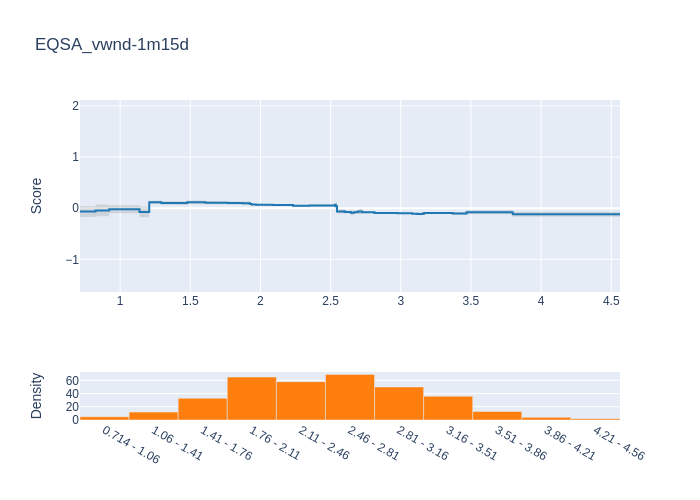 EQSA_vwnd-1m15d
Score
2
1
0
−1
1
1.5
2
2.5
3
3.5
4
4.5
Density
60
40
20
0
0.714 - 1.06
1.06 - 1.41
1.41 - 1.76
1.76 - 2.11
2.11 - 2.46
2.46 - 2.81
2.81 - 3.16
3.16 - 3.51
3.51 - 3.86
3.86 - 4.21
4.21 - 4.56